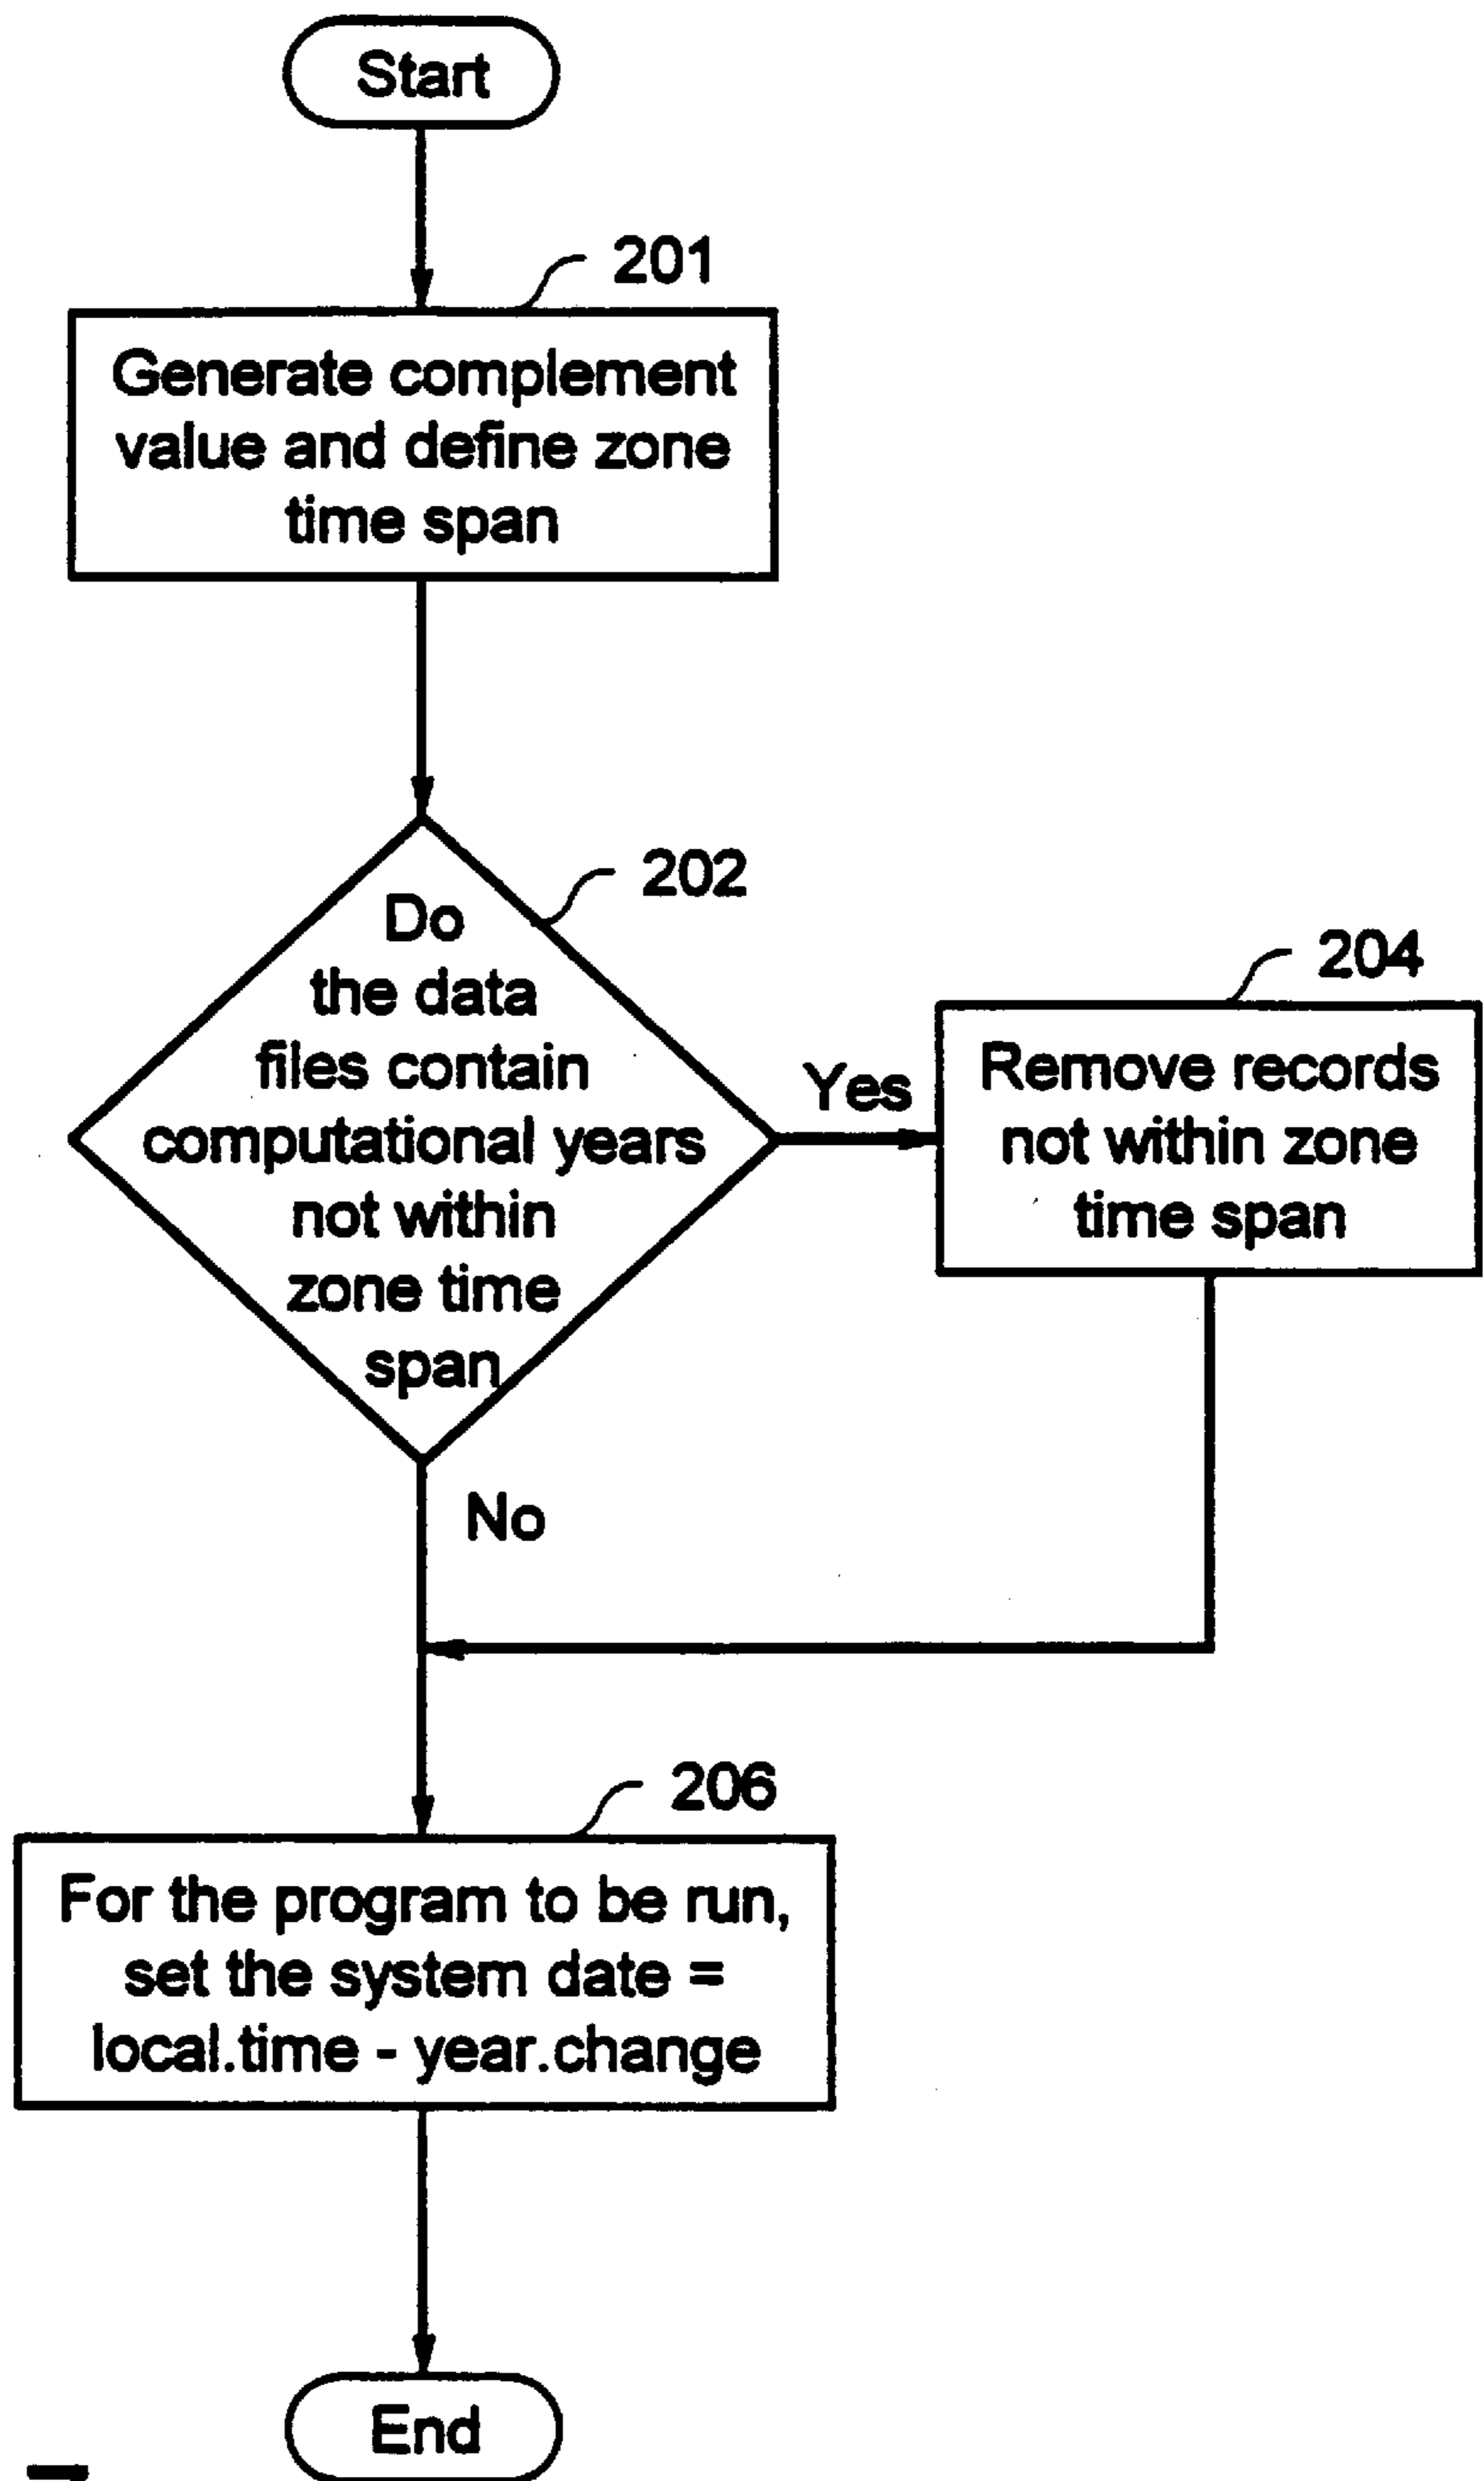 Start
201
Generate complement
value and define zone
time span
202
Do
the data
files contain
computational years
not within
zone time
span
Yes
204
Remove records
not within zone
time span
No
206
For the program to be run,
set the system date =
local.time - year.change
End